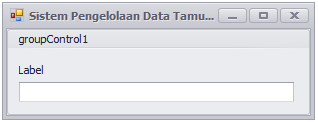 Sistem Pengelolaan Data Tamu...
groupControl1
Label